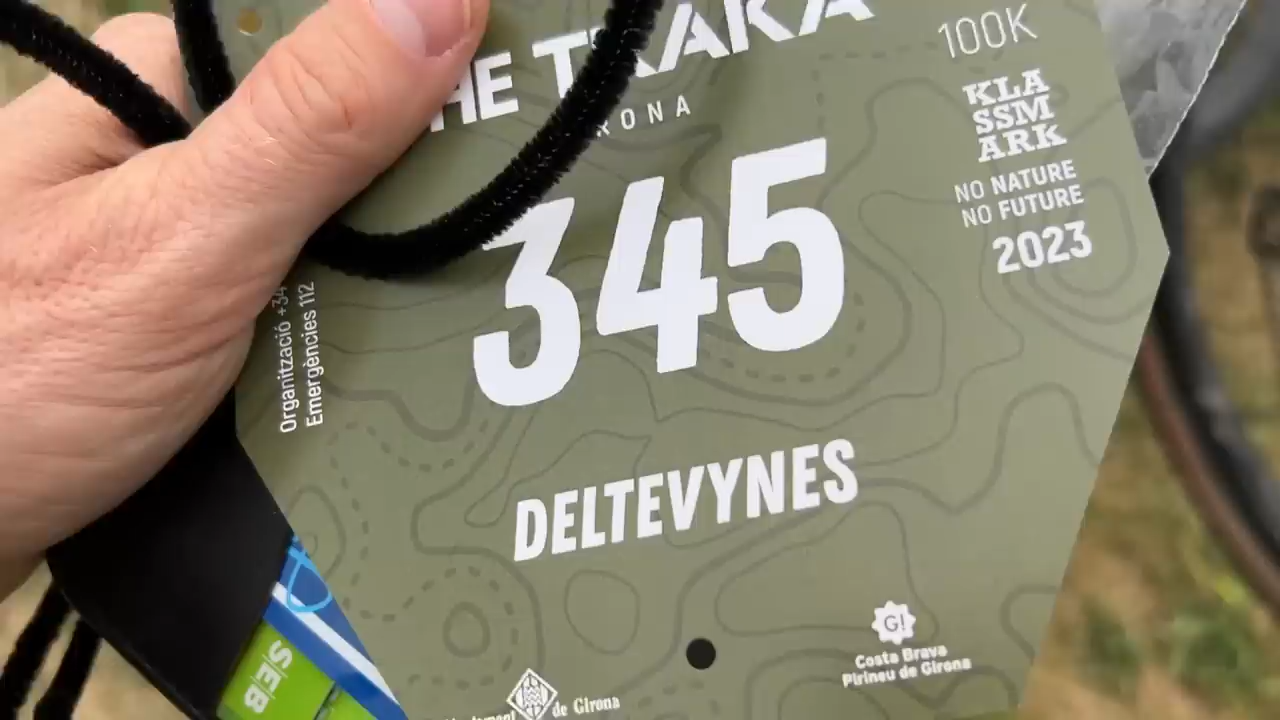 HE TRAKA
RONA
100K
KLA
SSM
ARK
NO NATURE
NO FUTURE
2023
345
Organització +34
Emergències 112
DELTEVYNES
SEB
G!
Costa Brava
Pirineu de Girona
de Girona